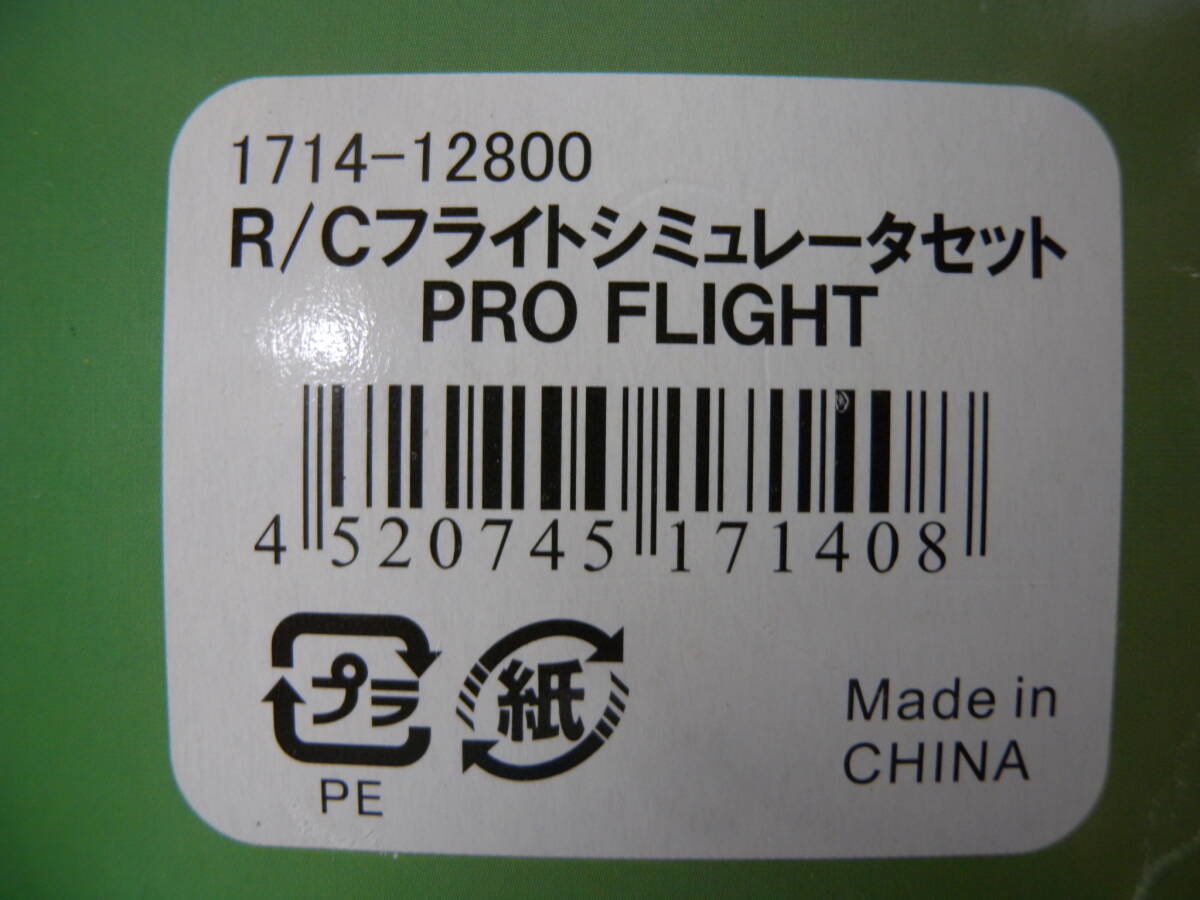 1714-12800
R/Cフライトシミュレータセット
PRO FLIGHT
4 520745 171408
プラ
PE
紙
Made in
CHINA